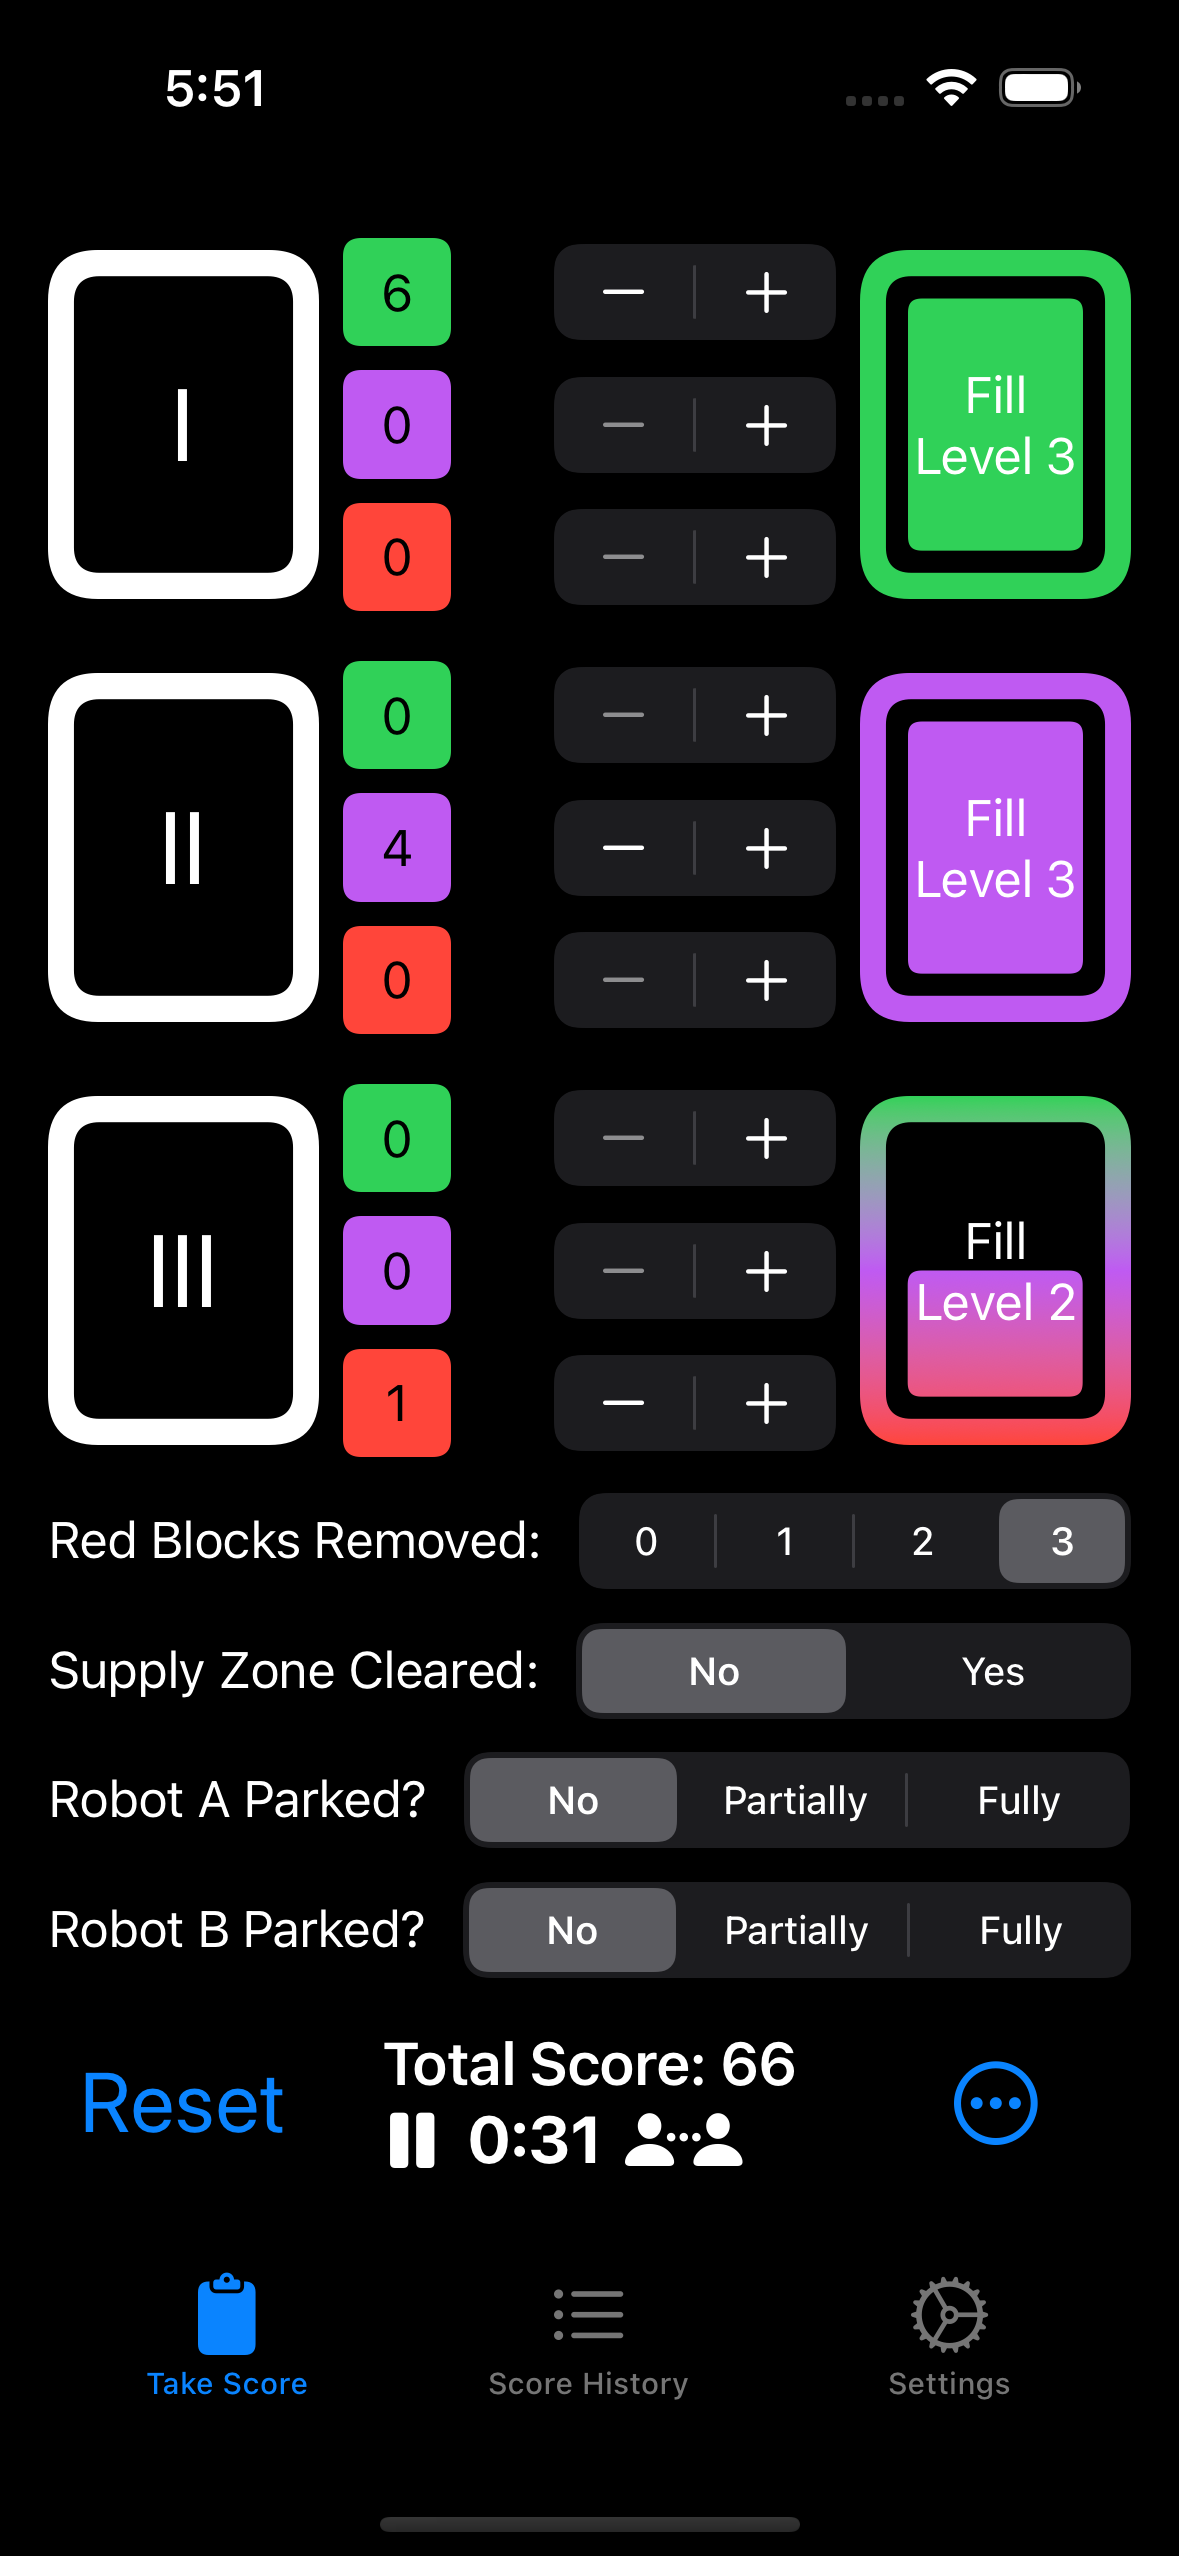 5:51
I
6
0
0
Fill
Level 3
II
0
4
0
Fill
Level 3
III
0
0
1
Fill
Level 2
Red Blocks Removed: 0 1 2 3
Supply Zone Cleared: No Yes
Robot A Parked? No Partially Fully
Robot B Parked? No Partially Fully
Reset
Total Score: 66
0:31
Take Score Score History Settings